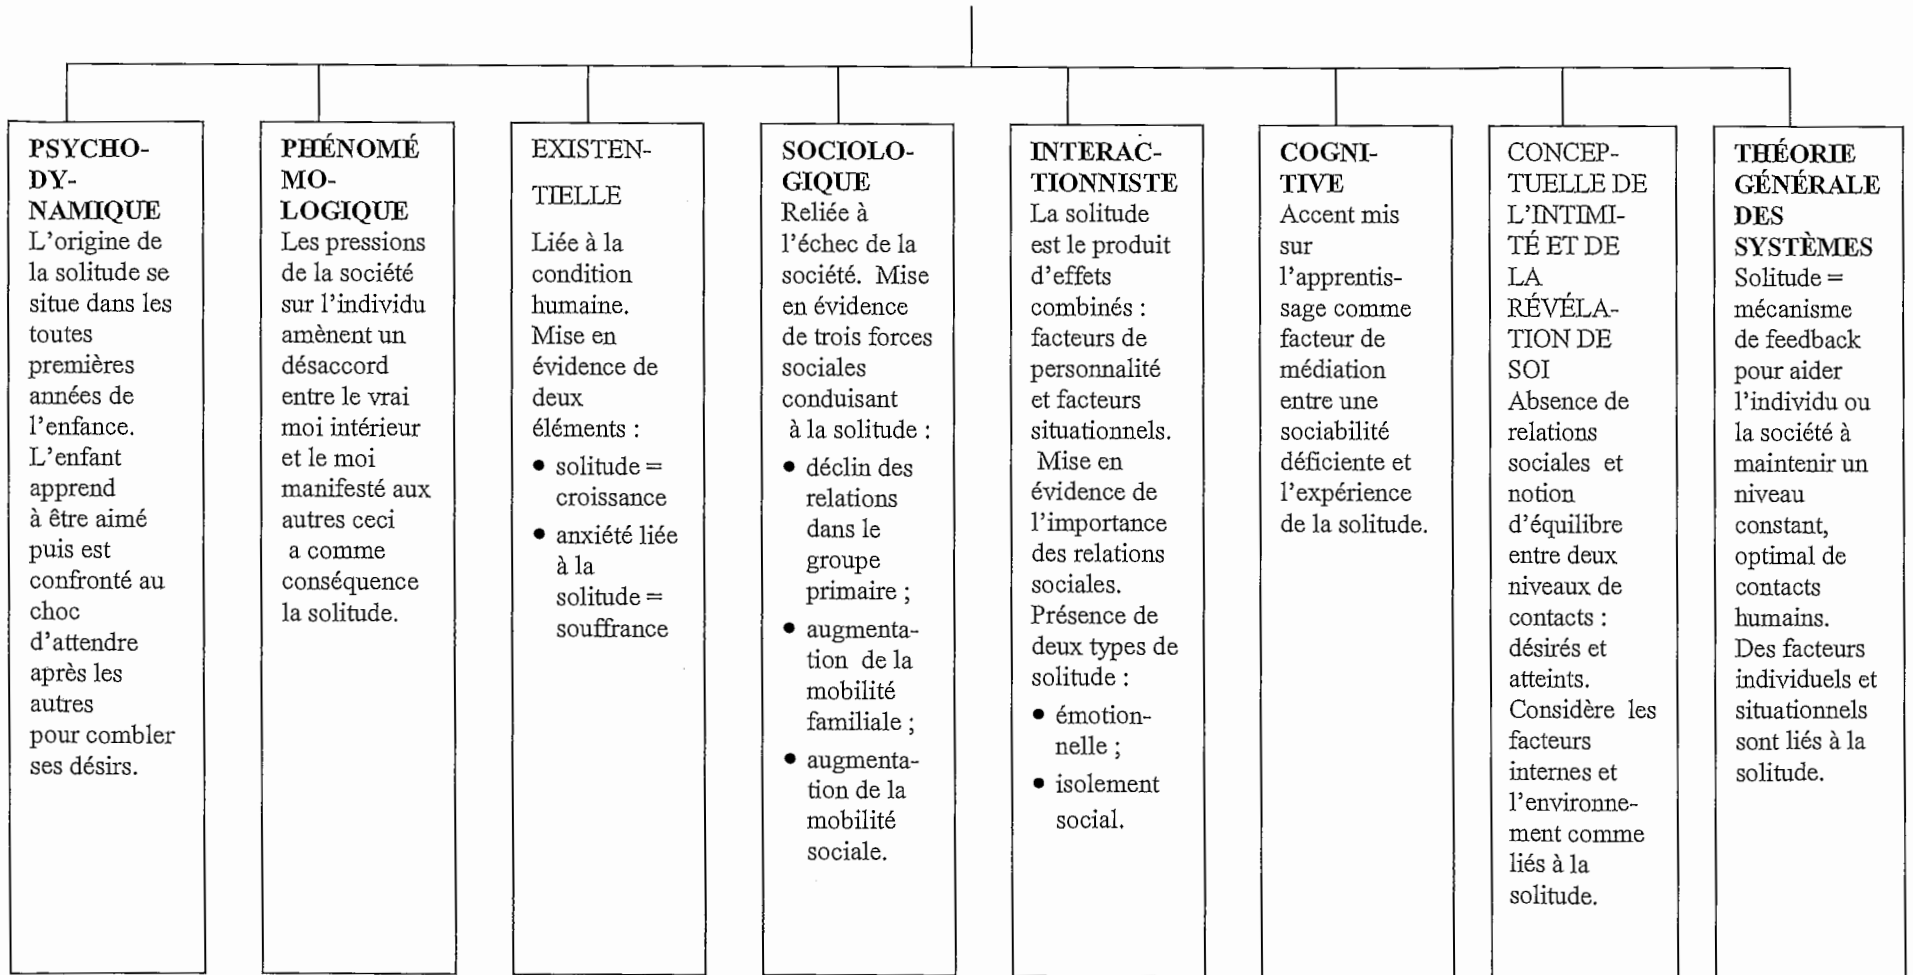 PSYCHO-
DY-
NAMIQUE
L'origine de
la solitude se
situe dans les
toutes
premières
années de
l'enfance.
L'enfant
apprend
à être aimé
puis est
confronté au
choc
d'attendre
après les
autres
pour combler
ses désirs.
PHÉNOMÉ
MO-
LOGIQUE
Les pressions
de la société
sur l'individu
amènent un
désaccord
entre le vrai
moi intérieur
et le moi
manifesté aux
autres ceci
a comme
conséquence
la solitude.
EXISTEN-
TIELLE
Liée à la
condition
humaine.
Mise en
évidence de
deux
éléments :
• solitude =
croissance
• anxiété liée
à la
solitude =
souffrance
SOCIOLO-
GIQUE
Reliée à
l'échec de la
société. Mise
en évidence
de trois forces
sociales
conduisant
à la solitude :
• déclin des
relations
dans le
groupe
primaire ;
• augmenta-
tion de la
mobilité
familiale ;
• augmenta-
tion de la
mobilité
sociale.
INTERAC-
TIONNISTE
La solitude
est le produit
d'effets
combinés :
facteurs de
personnalité
et facteurs
situationnels.
Mise en
évidence de
l'importance
des relations
sociales.
Présence de
deux types de
solitude :
• émotion-
nelle ;
• isolement
social.
COGNI-
TIVE
Accent mis
sur
l'apprentis-
sage comme
facteur de
médiation
entre une
sociabilité
déficiente et
l'expérience
de la solitude.
CONCEP-
TUELLE DE
L'INTIMI-
TÉ ET DE
LA
RÉVÉLA-
TION DE
SOI
Absence de
relations
sociales et
notion
d'équilibre
entre deux
niveaux de
contacts :
désirés et
atteints.
Considère les
facteurs
internes et
l'environne-
ment comme
liés à la
solitude.
THÉORIE
GÉNÉRALE
DES
SYSTÈMES
Solitude =
mécanisme
de feedback
pour aider
l'individu ou
la société à
maintenir un
niveau
constant,
optimal de
contacts
humains.
Des facteurs
individuels et
situationnels
sont liés à la
solitude.